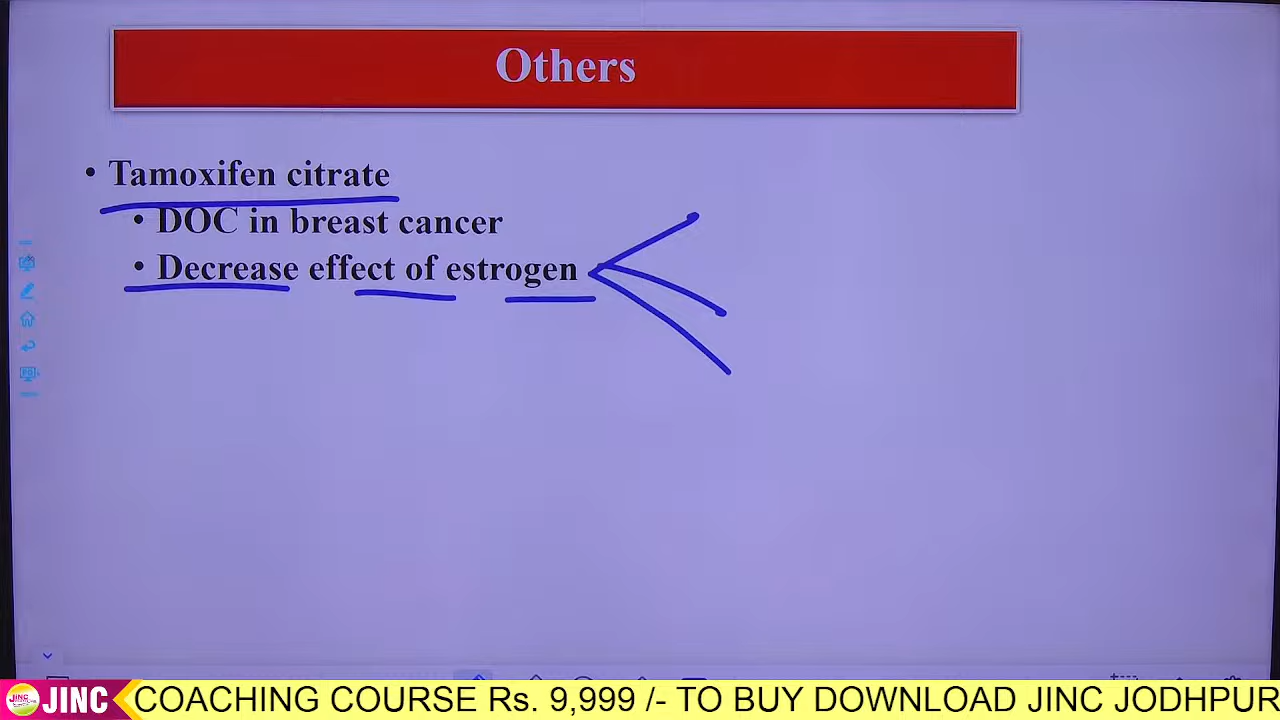 Others
• Tamoxifen citrate
• DOC in breast cancer
• Decrease effect of estrogen
JINC COACHING COURSE Rs. 9,999 /- TO BUY DOWNLOAD JINC JODHPUR